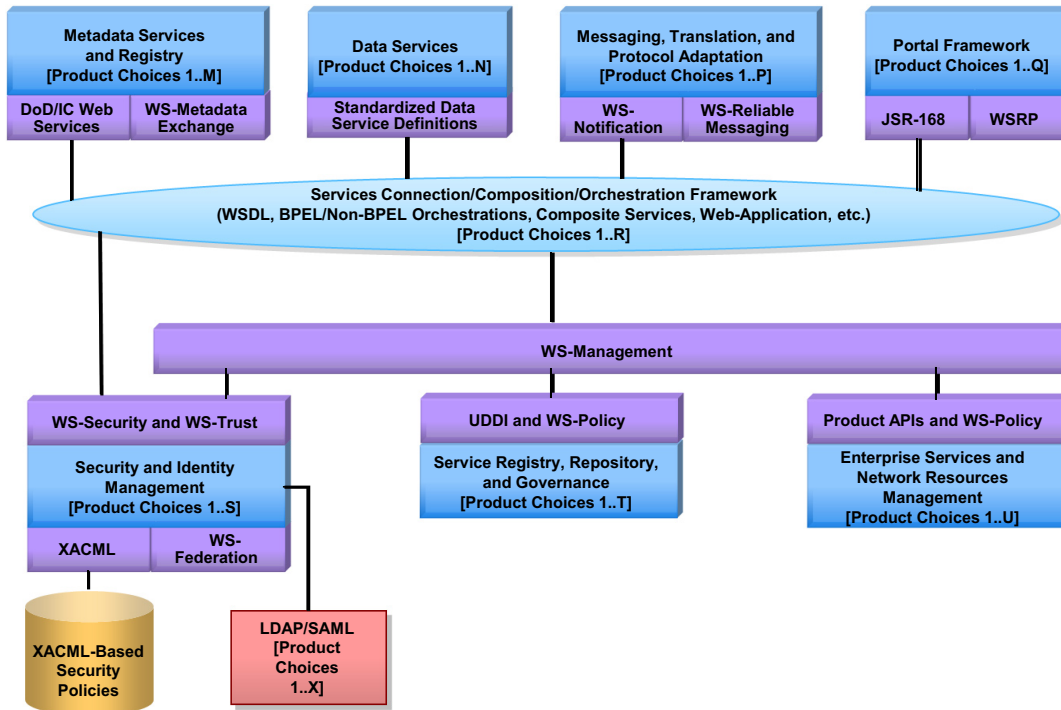 Metadata Services
and Registry
[Product Choices 1..M]
DoD/IC Web
Services
WS-Metadata
Exchange
Data Services
[Product Choices 1..N]
Standardized Data
Service Definitions
Messaging, Translation, and
Protocol Adaptation
[Product Choices 1..P]
WS-
Notification
WS-Reliable
Messaging
Portal Framework
[Product Choices 1..Q]
JSR-168
WSRP
Services Connection/Composition/Orchestration Framework
(WSDL, BPEL/Non-BPEL Orchestrations, Composite Services, Web-Application, etc.)
[Product Choices 1..R]
WS-Management
WS-Security and WS-Trust
Security and Identity
Management
[Product Choices 1..S]
XACML
WS-
Federation
UDDI and WS-Policy
Service Registry, Repository,
and Governance
[Product Choices 1..T]
Product APIs and WS-Policy
Enterprise Services and
Network Resources
Management
[Product Choices 1..U]
XACML-Based
Security
Policies
LDAP/SAML
[Product
Choices
1..X]